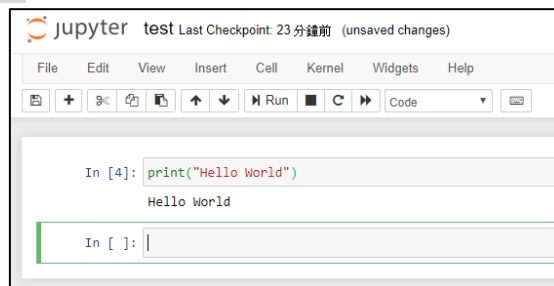 jupyter test Last Checkpoint: 23 分鐘前 (unsaved changes)
File Edit View Insert Cell Kernel Widgets Help
Run Code
In [4]: print("Hello World")
Hello World
In [ ]: